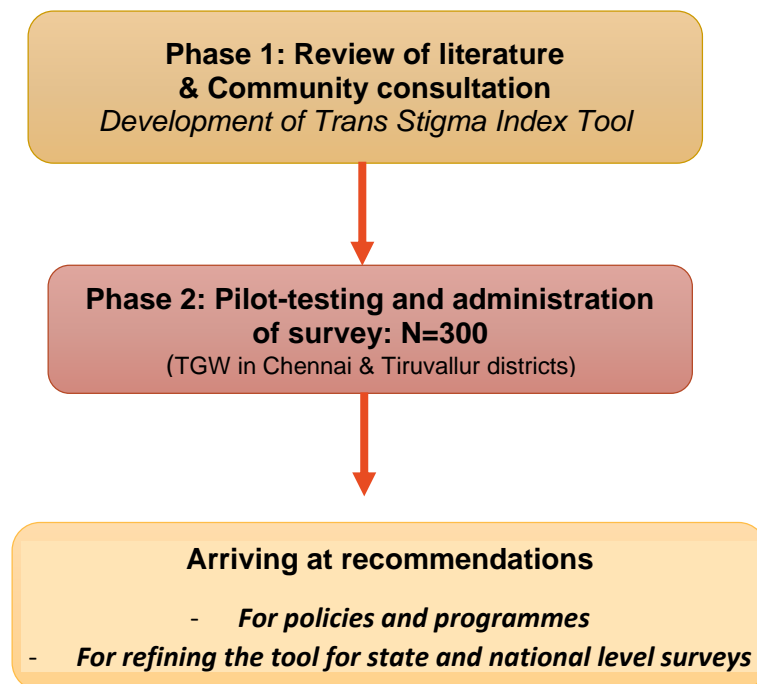 Phase 1: Review of literature
& Community consultation
Development of Trans Stigma Index Tool
Phase 2: Pilot-testing and administration
of survey: N=300
(TGW in Chennai & Tiruvallur districts)
Arriving at recommendations
- For policies and programmes
- For refining the tool for state and national level surveys